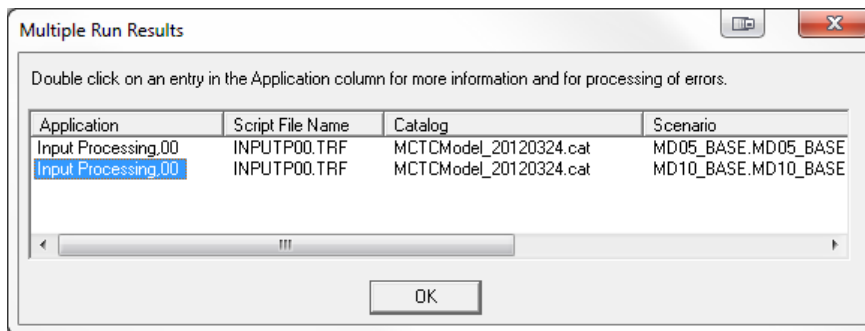 Multiple Run Results
Double click on an entry in the Application column for more information and for processing of errors.
Application Script File Name Catalog Scenario
Input Processing,00 INPUTP00.TRF MCTCModel_20120324.cat MD05_BASE.MD05_BASE
Input Processing,00 INPUTP00.TRF MCTCModel_20120324.cat MD10_BASE.MD10_BASE
OK